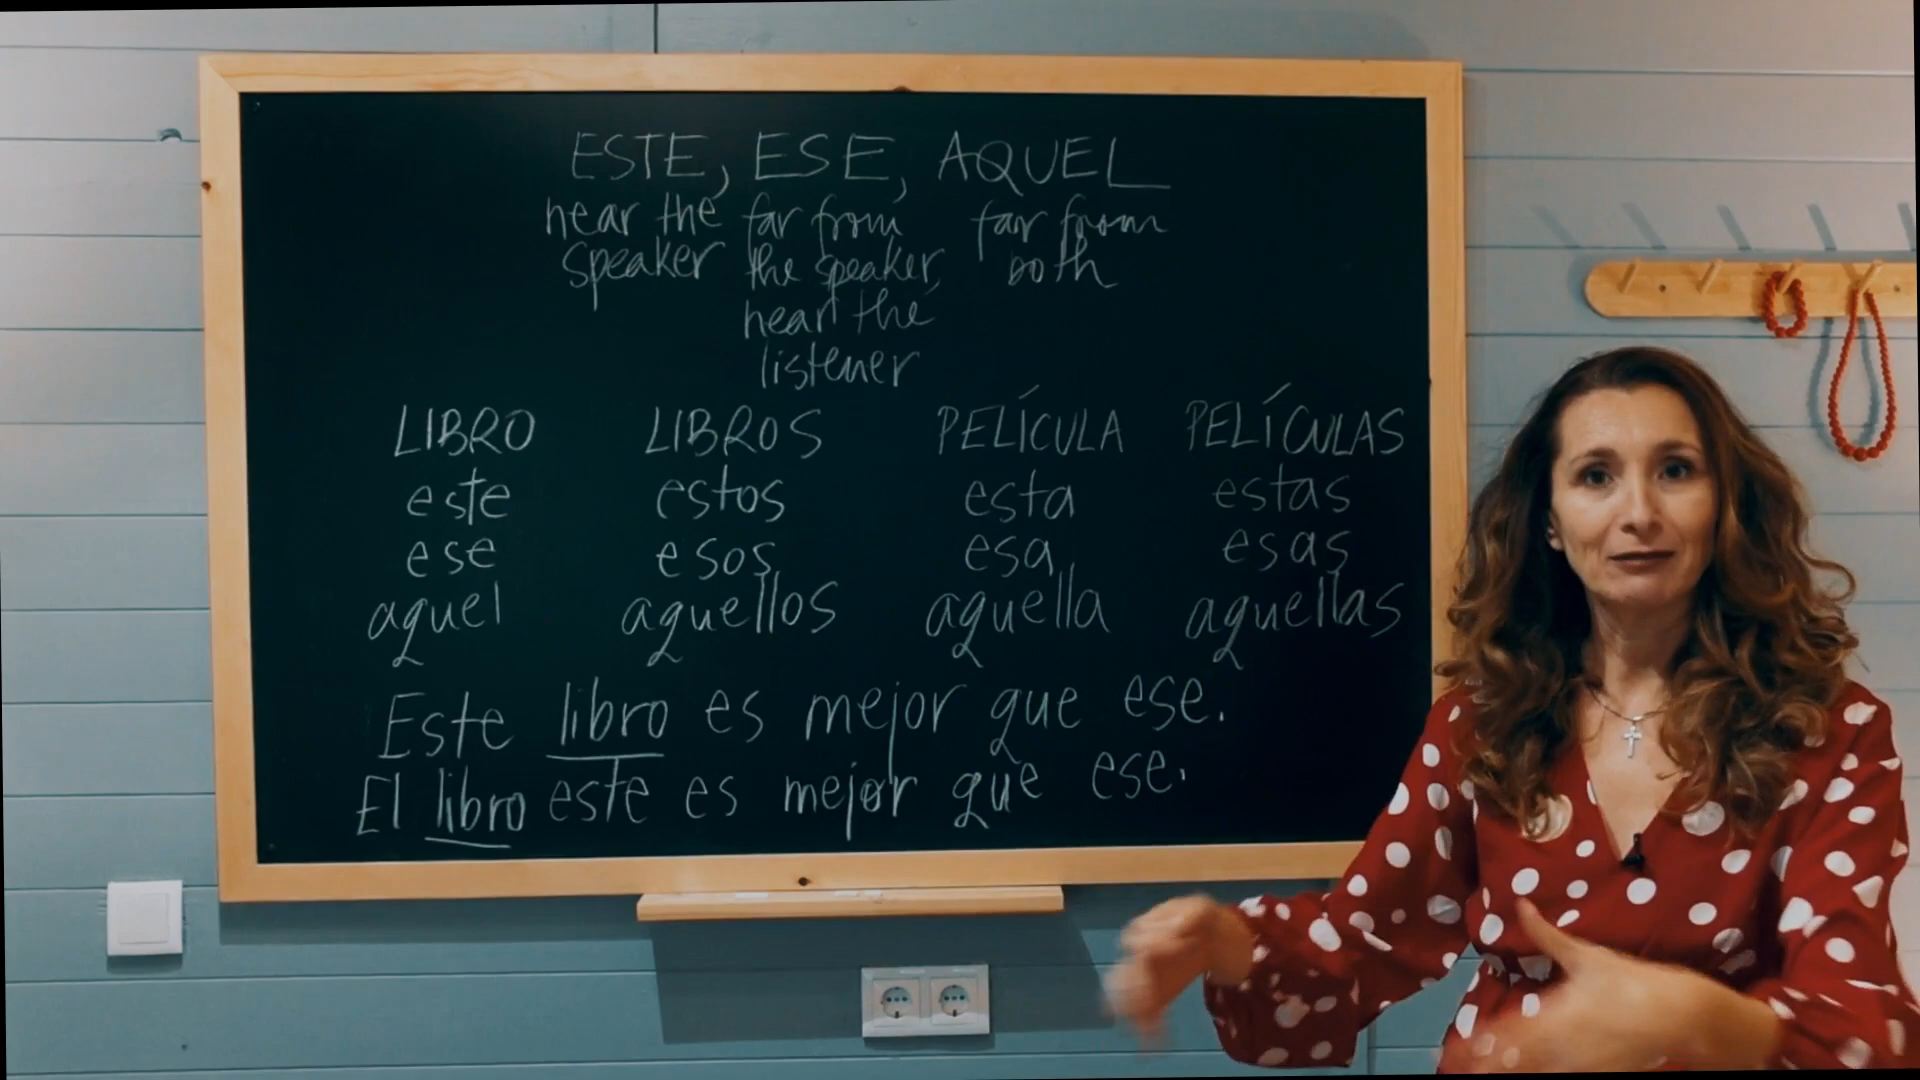 ESTE, ESE, AQUEL
near the far from far from
speaker the speaker, both
near the
listener
LIBRO LIBROS PELÍCULA PELÍCULAS
este estos esta estas
ese esos esa esas
aquel aquellos aquella aquellas
Este libro es mejor que ese.
El libro este es mejor que ese.